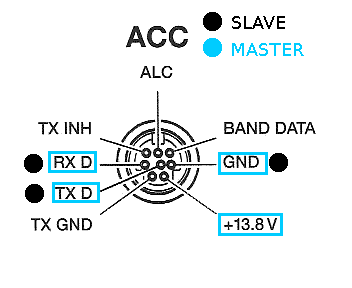 ACC
SLAVE
MASTER
ALC
TX INH
BAND DATA
RX D
GND
TX D
TX GND
+13.8 V